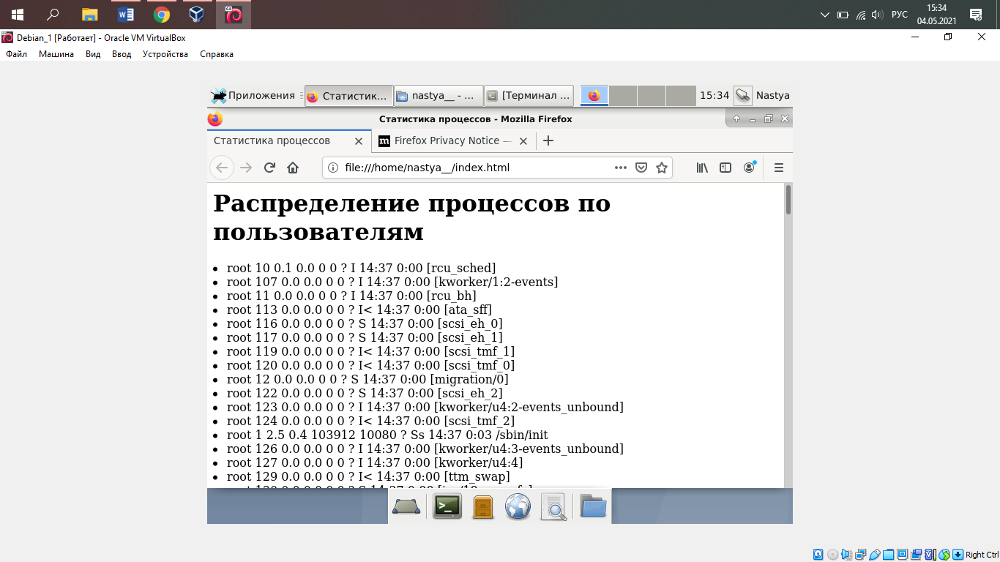 15:34
РУС
04.05.2021
Debian_1 [Работает] - Oracle VM VirtualBox
Файл Машина Вид Ввод Устройства Справка
Приложения Статистик... nastya__ - ... [Терминал ... 15:34 Nastya
Статистика процессов - Mozilla Firefox
Статистика процессов Firefox Privacy Notice —
file:///home/nastya__/index.html
Распределение процессов по
пользователям
root 10 0.1 0.0 0 0 ? I 14:37 0:00 [rcu_sched]
root 107 0.0 0.0 0 0 ? I 14:37 0:00 [kworker/1:2-events]
root 11 0.0 0.0 0 0 ? I 14:37 0:00 [rcu_bh]
root 113 0.0 0.0 0 0 ? I< 14:37 0:00 [ata_sff]
root 116 0.0 0.0 0 0 ? S 14:37 0:00 [scsi_eh_0]
root 117 0.0 0.0 0 0 ? S 14:37 0:00 [scsi_eh_1]
root 119 0.0 0.0 0 0 ? I< 14:37 0:00 [scsi_tmf_1]
root 120 0.0 0.0 0 0 ? I< 14:37 0:00 [scsi_tmf_0]
root 12 0.0 0.0 0 0 ? S 14:37 0:00 [migration/0]
root 122 0.0 0.0 0 0 ? S 14:37 0:00 [scsi_eh_2]
root 123 0.0 0.0 0 0 ? I 14:37 0:00 [kworker/u4:2-events_unbound]
root 124 0.0 0.0 0 0 ? I< 14:37 0:00 [scsi_tmf_2]
root 1 2.5 0.4 103912 10080 ? Ss 14:37 0:03 /sbin/init
root 126 0.0 0.0 0 0 ? I 14:37 0:00 [kworker/u4:3-events_unbound]
root 127 0.0 0.0 0 0 ? I 14:37 0:00 [kworker/u4:4]
root 129 0.0 0.0 0 0 ? I< 14:37 0:00 [ttm_swap]
Right Ctrl